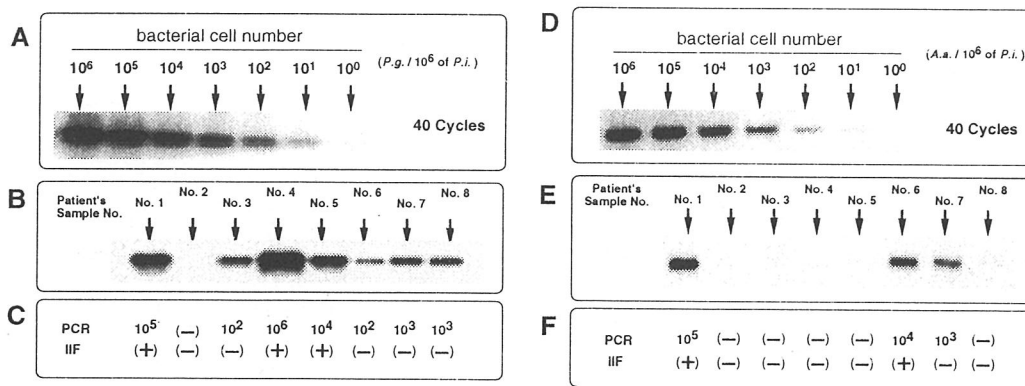 A
bacterial cell number
10⁶ 10⁵ 10⁴ 10³ 10² 10¹ 10⁰ (P.g. / 10⁶ of P.i.)
40 Cycles
B
Patient's Sample No.
No. 1 No. 2 No. 3 No. 4 No. 5 No. 6 No. 7 No. 8
C
PCR 10⁵ (−) 10² 10⁶ 10⁴ 10² 10³ 10³
IIF (+) (−) (−) (+) (+) (−) (−) (−)
D
bacterial cell number
10⁶ 10⁵ 10⁴ 10³ 10² 10¹ 10⁰ (A.a. / 10⁶ of P.i.)
40 Cycles
E
Patient's Sample No.
No. 1 No. 2 No. 3 No. 4 No. 5 No. 6 No. 7 No. 8
F
PCR 10⁵ (−) (−) (−) (−) 10⁴ 10³ (−)
IIF (+) (−) (−) (−) (−) (+) (−) (−)